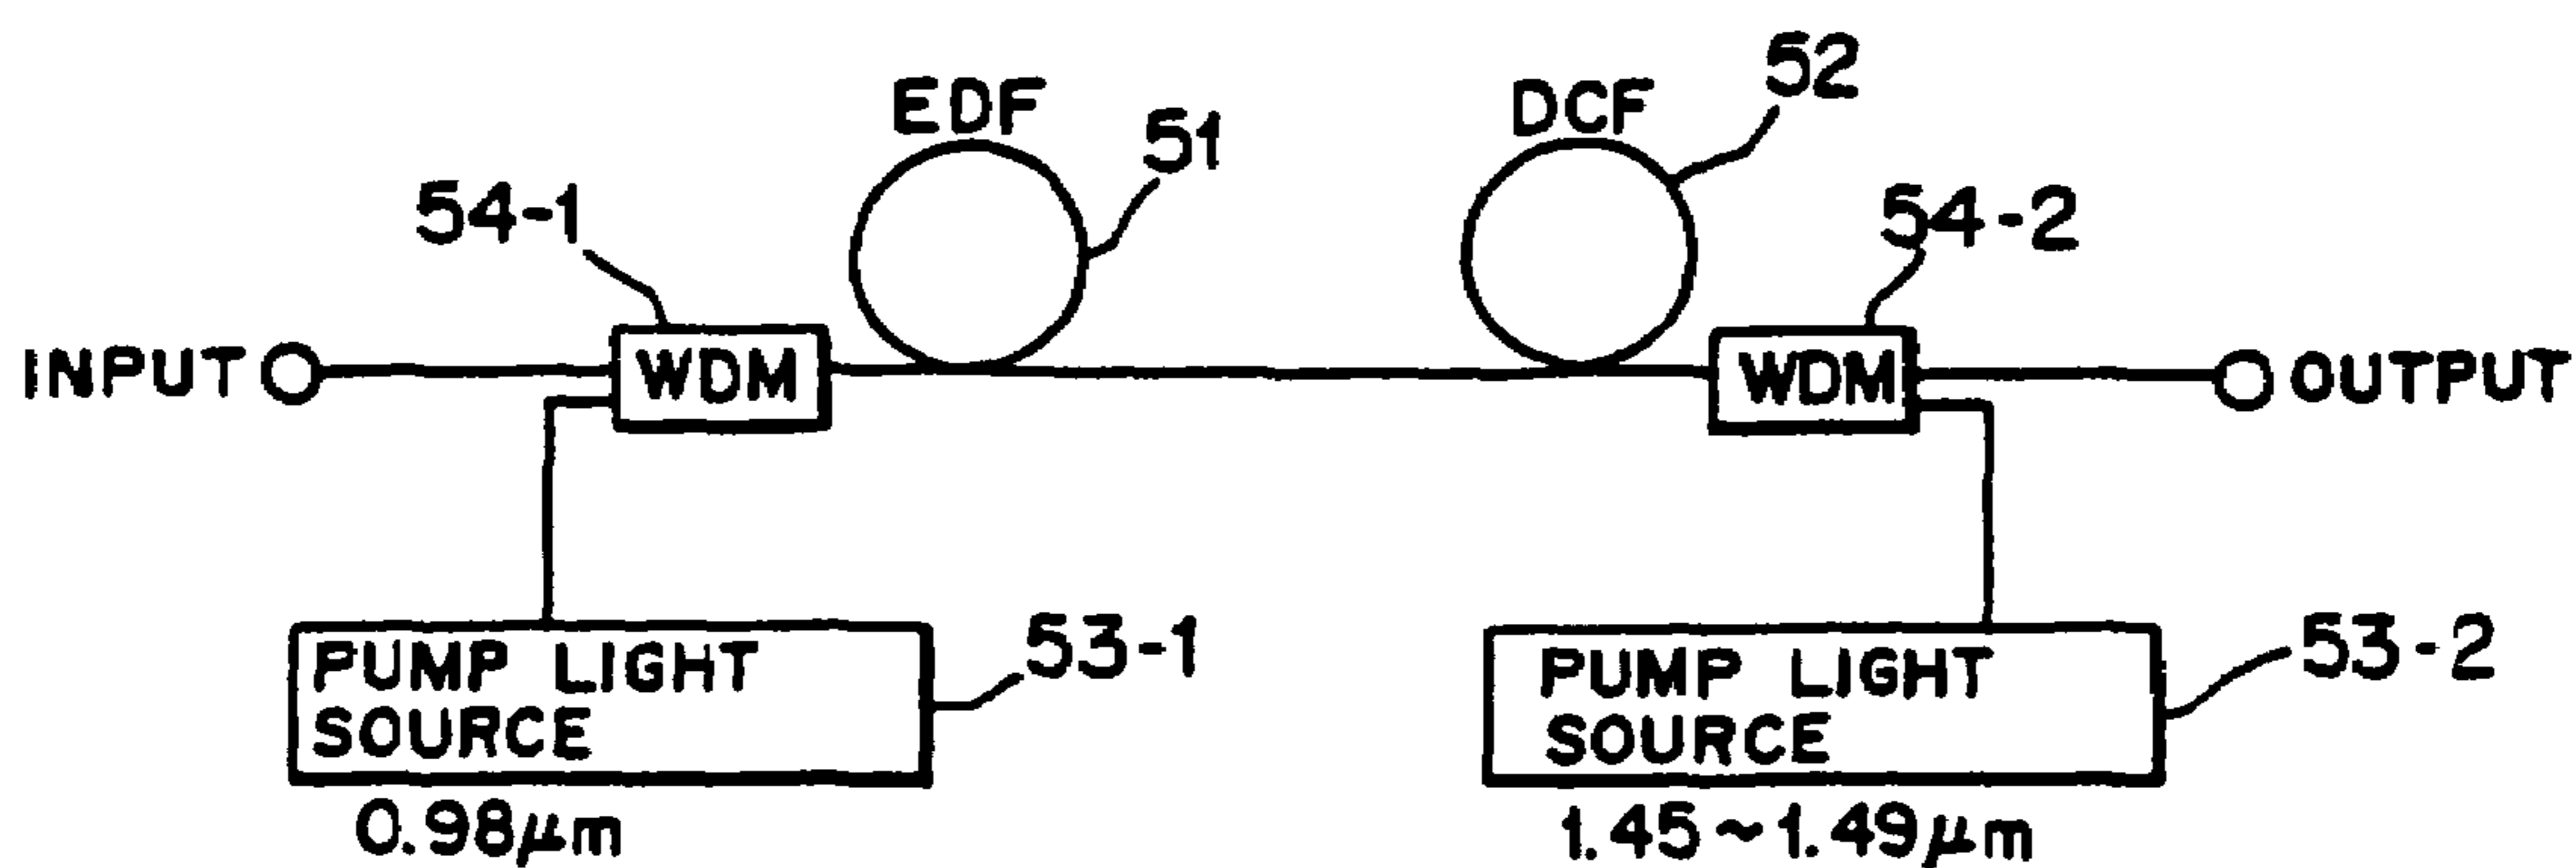 EDF
DCF
52
51
54-1
54-2
INPUT
WDM
WDM
OUTPUT
PUMP LIGHT
SOURCE
53-1
PUMP LIGHT
SOURCE
53-2
0.98μm
1.45~1.49μm